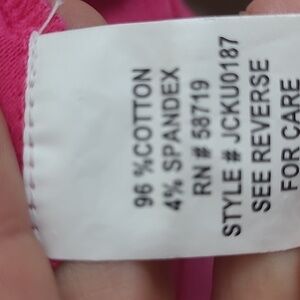 96 %COTTON
4% SPANDEX
RN # 58719
STYLE # JCKU0187
SEE REVERSE
FOR CARE